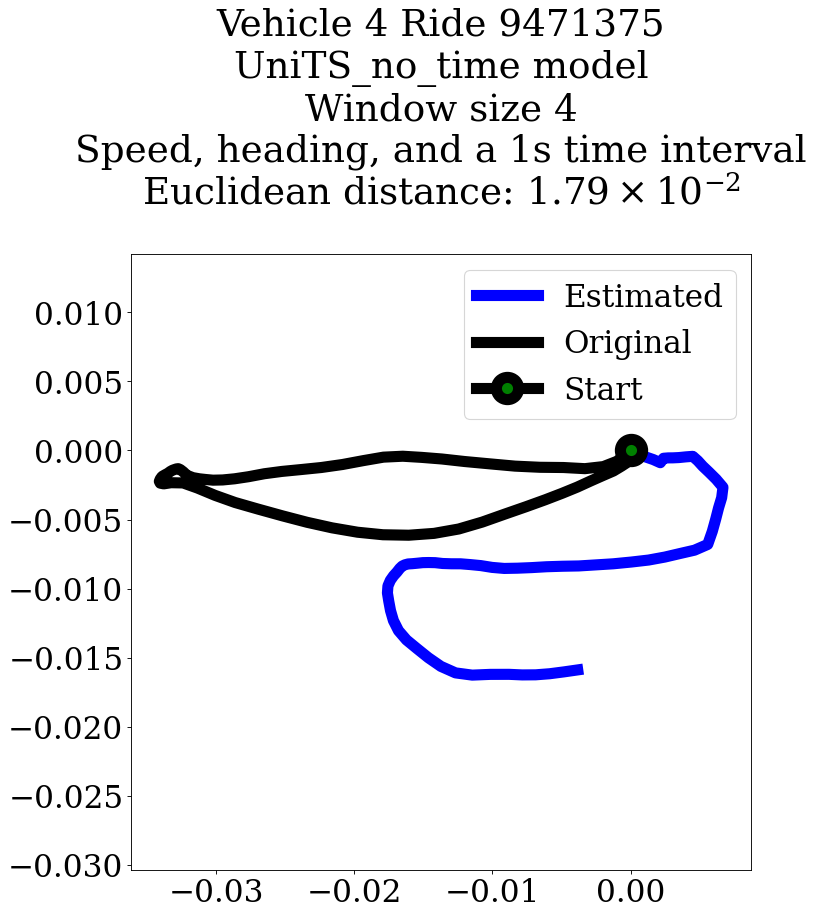 Vehicle 4 Ride 9471375
UniTS_no_time model
Window size 4
Speed, heading, and a 1s time interval
Euclidean distance: 1.79 × 10⁻²
Estimated
Original
Start
0.010
0.005
0.000
−0.005
−0.010
−0.015
−0.020
−0.025
−0.030
−0.03 −0.02 −0.01 0.00